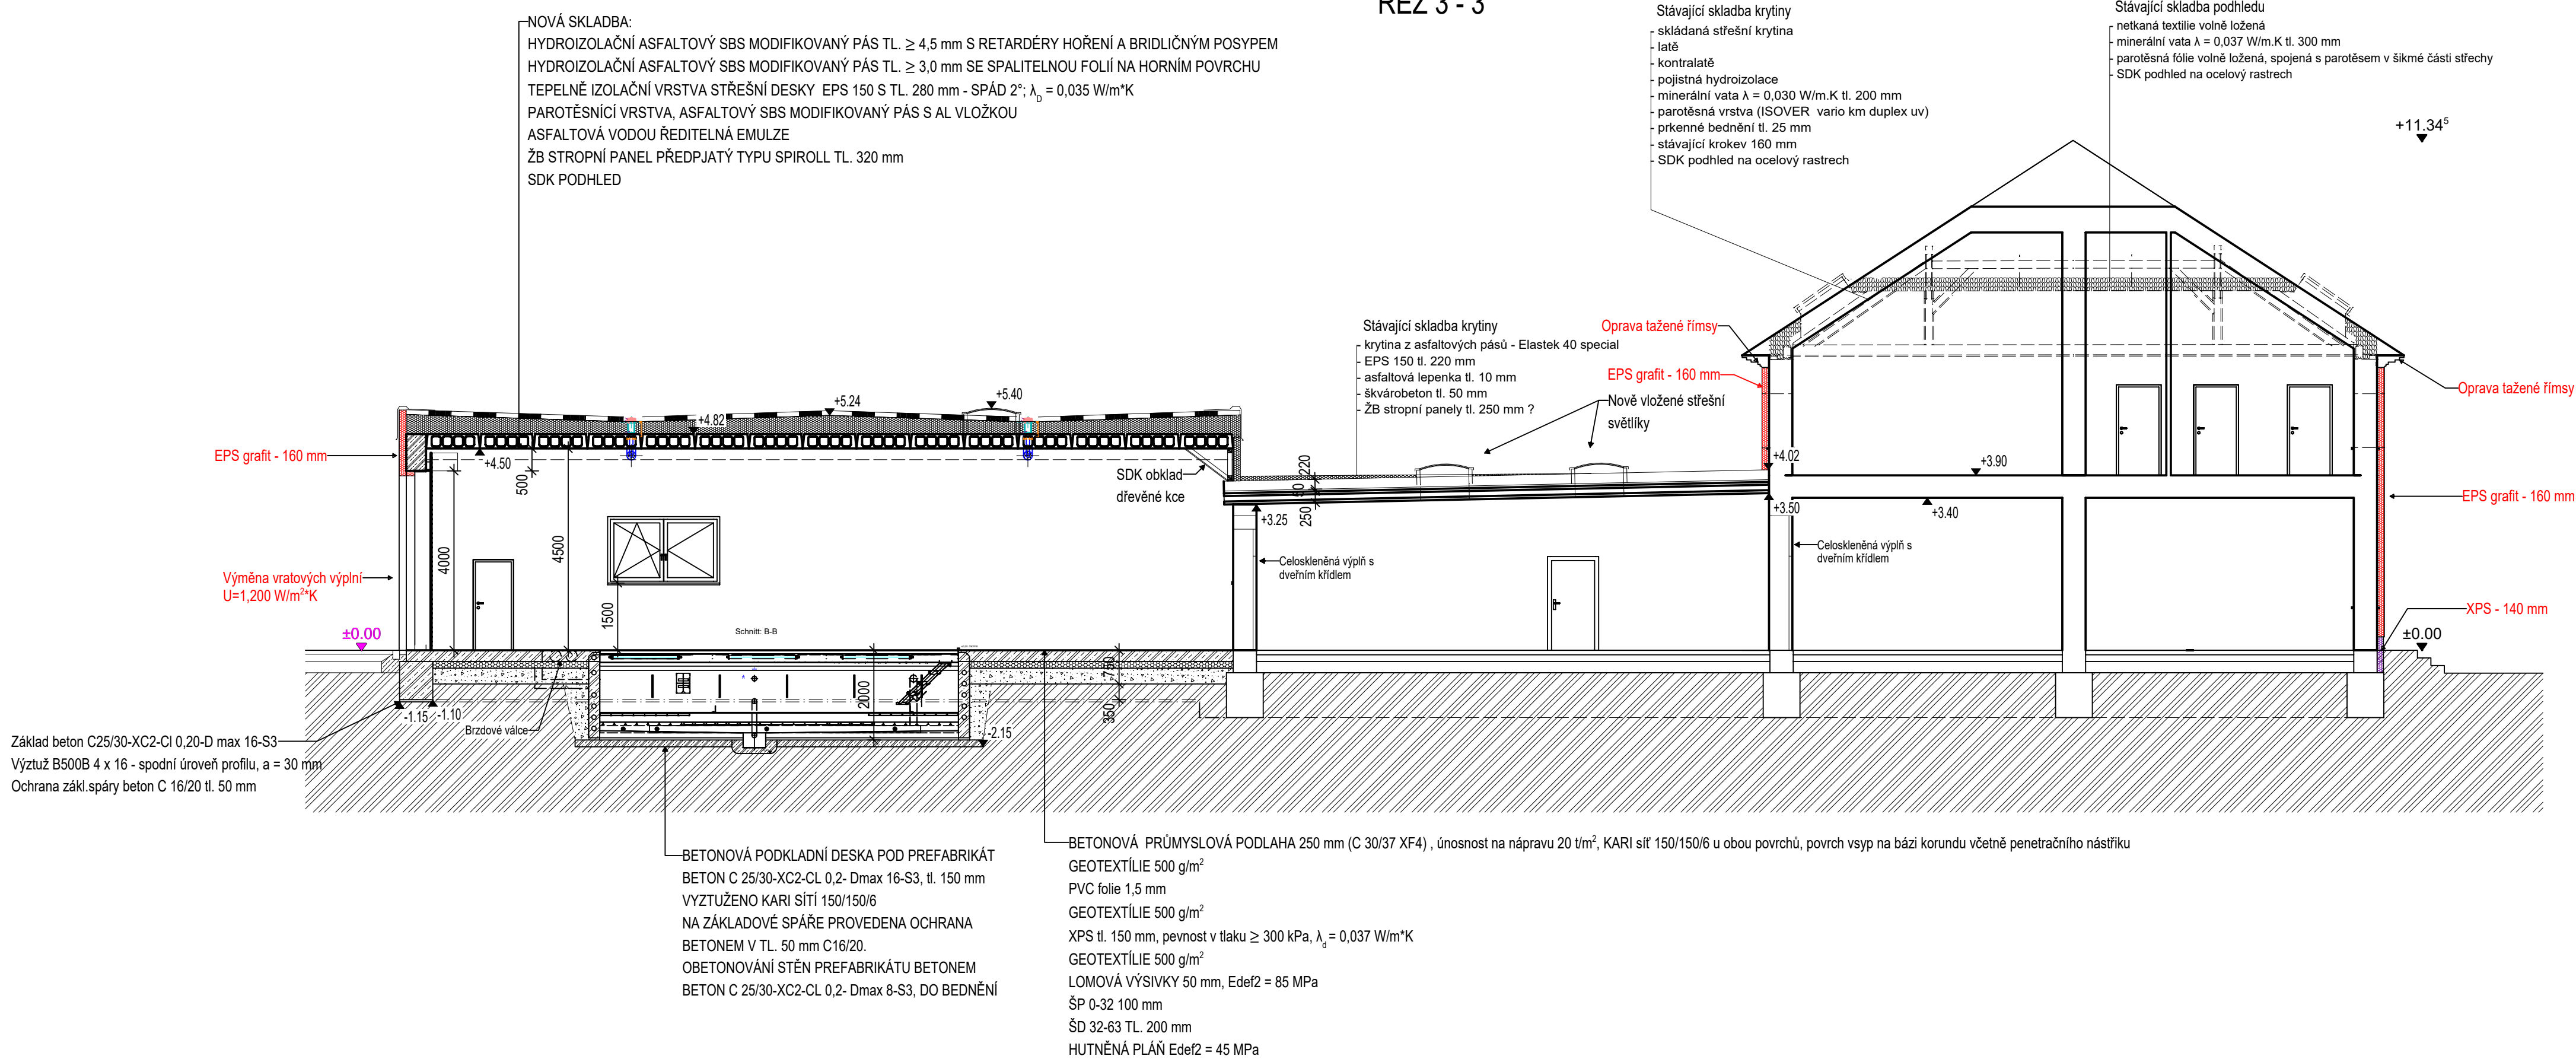 ŘEZ 3 - 3
NOVÁ SKLADBA:
HYDROIZOLAČNÍ ASFALTOVÝ SBS MODIFIKOVANÝ PÁS TL. ≥ 4,5 mm S RETARDÉRY HOŘENÍ A BRIDLIČNÝM POSYPEM
HYDROIZOLAČNÍ ASFALTOVÝ SBS MODIFIKOVANÝ PÁS TL. ≥ 3,0 mm SE SPALITELNOU FOLIÍ NA HORNÍM POVRCHU
TEPELNĚ IZOLAČNÍ VRSTVA STŘEŠNÍ DESKY EPS 150 S TL. 280 mm - SPÁD 2°; λD = 0,035 W/m*K
PAROTĚSNÍCÍ VRSTVA, ASFALTOVÝ SBS MODIFIKOVANÝ PÁS S AL VLOŽKOU
ASFALTOVÁ VODOU ŘEDITELNÁ EMULZE
ŽB STROPNÍ PANEL PŘEDPJATÝ TYPU SPIROLL TL. 320 mm
SDK PODHLED
Stávající skladba krytiny
- skládaná střešní krytina
- latě
- kontralatě
- pojistná hydroizolace
- minerální vata λ = 0,030 W/m.K tl. 200 mm
- parotěsná vrstva (ISOVER vario km duplex uv)
- prkenné bednění tl. 25 mm
- stávající krokev 160 mm
- SDK podhled na ocelový rastrech
Stávající skladba podhledu
- netkaná textilie volně ložená
- minerální vata λ = 0,037 W/m.K tl. 300 mm
- parotěsná fólie volně ložená, spojená s parotěsem v šikmé části střechy
- SDK podhled na ocelový rastrech
+11.34⁵
Stávající skladba krytiny
- krytina z asfaltových pásů - Elastek 40 special
- EPS 150 tl. 220 mm
- asfaltová lepenka tl. 10 mm
- škvárobeton tl. 50 mm
- ŽB stropní panely tl. 250 mm ?
Oprava tažené římsy
EPS grafit - 160 mm
Nově vložené střešní
světlíky
Oprava tažené římsy
+5.24
+5.40
+4.82
EPS grafit - 160 mm
+4.50
500
SDK obklad
dřevěné kce
220
50
250
+4.02
+3.90
+3.25
+3.50
+3.40
EPS grafit - 160 mm
4000
4500
Celoskleněná výplň s
dveřním křídlem
Celoskleněná výplň s
dveřním křídlem
Výměna vratových výplní
U=1,200 W/m²*K
1500
XPS - 140 mm
±0.00
Schnitt: B-B
±0.00
750
2000
350
-1.15
-1.10
Brzdové válce
-2.15
Základ beton C25/30-XC2-Cl 0,20-D max 16-S3
Výztuž B500B 4 x 16 - spodní úroveň profilu, a = 30 mm
Ochrana zákl.spáry beton C 16/20 tl. 50 mm
BETONOVÁ PODKLADNÍ DESKA POD PREFABRIKÁT
BETON C 25/30-XC2-CL 0,2- Dmax 16-S3, tl. 150 mm
VYZTUŽENO KARI SÍTÍ 150/150/6
NA ZÁKLADOVÉ SPÁŘE PROVEDENA OCHRANA
BETONEM V TL. 50 mm C16/20.
OBETONOVÁNÍ STĚN PREFABRIKÁTU BETONEM
BETON C 25/30-XC2-CL 0,2- Dmax 8-S3, DO BEDNĚNÍ
BETONOVÁ PRŮMYSLOVÁ PODLAHA 250 mm (C 30/37 XF4) , únosnost na nápravu 20 t/m², KARI síť 150/150/6 u obou povrchů, povrch vsyp na bázi korundu včetně penetračního nástřiku
GEOTEXTÍLIE 500 g/m²
PVC folie 1,5 mm
GEOTEXTÍLIE 500 g/m²
XPS tl. 150 mm, pevnost v tlaku ≥ 300 kPa, λd = 0,037 W/m*K
GEOTEXTÍLIE 500 g/m²
LOMOVÁ VÝSIVKY 50 mm, Edef2 = 85 MPa
ŠP 0-32 100 mm
ŠD 32-63 TL. 200 mm
HUTNĚNÁ PLÁŇ Edef2 = 45 MPa